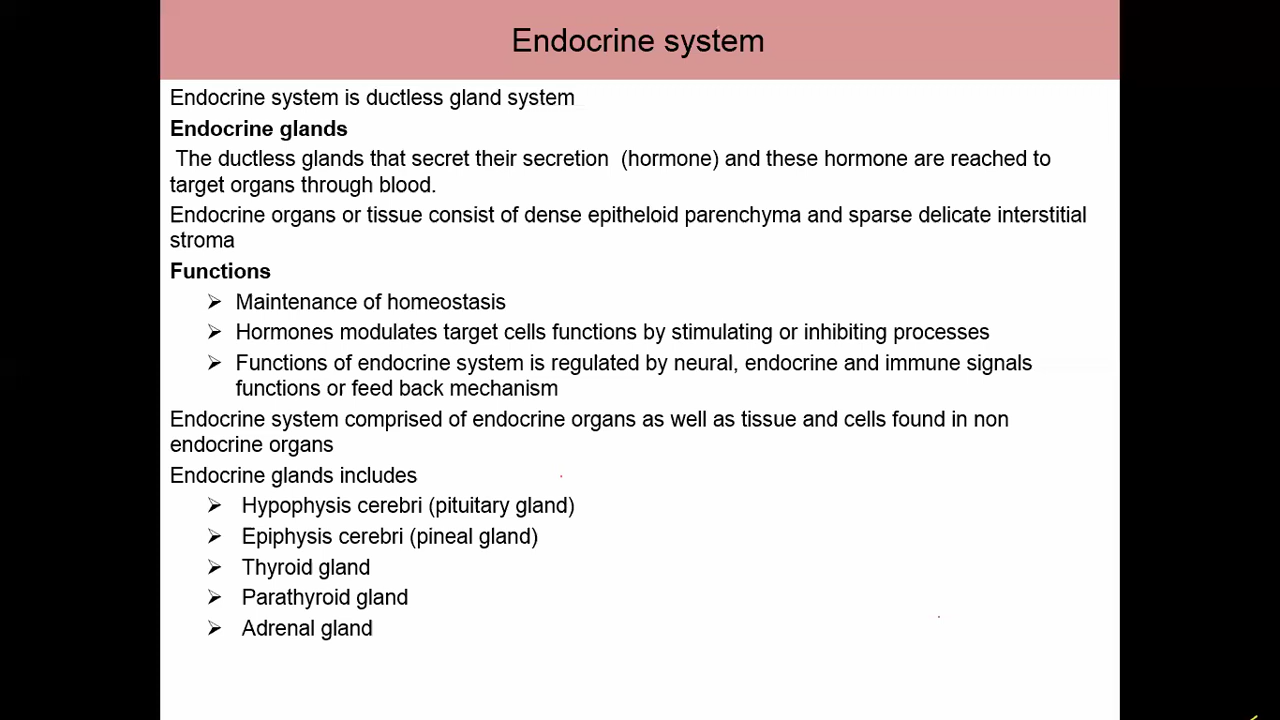 Endocrine system
Endocrine system is ductless gland system
Endocrine glands
The ductless glands that secret their secretion (hormone) and these hormone are reached to
target organs through blood.
Endocrine organs or tissue consist of dense epitheloid parenchyma and sparse delicate interstitial
stroma
Functions
➢ Maintenance of homeostasis
➢ Hormones modulates target cells functions by stimulating or inhibiting processes
➢ Functions of endocrine system is regulated by neural, endocrine and immune signals
functions or feed back mechanism
Endocrine system comprised of endocrine organs as well as tissue and cells found in non
endocrine organs
Endocrine glands includes
➢ Hypophysis cerebri (pituitary gland)
➢ Epiphysis cerebri (pineal gland)
➢ Thyroid gland
➢ Parathyroid gland
➢ Adrenal gland